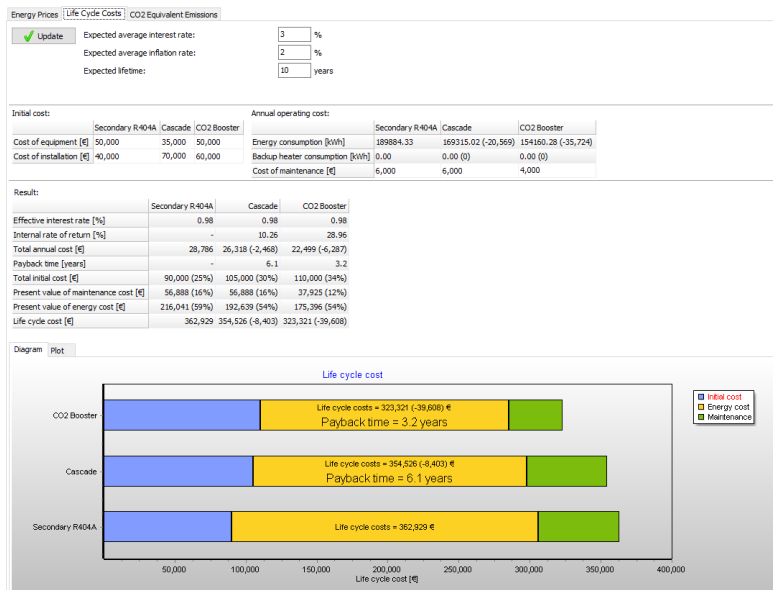 Energy Prices Life Cycle Costs CO2 Equivalent Emissions
Update Expected average interest rate: 3 %
Expected average inflation rate: 2 %
Expected lifetime: 10 years
Initial cost: Annual operating cost:
Secondary R404A Cascade CO2 Booster Secondary R404A Cascade CO2 Booster
Cost of equipment [€] 50,000 35,000 50,000 Energy consumption [kWh] 189884.33 169315.02 (-20,569) 154160.28 (-35,724)
Cost of installation [€] 40,000 70,000 60,000 Backup heater consumption [kWh] 0.00 0.00 (0) 0.00 (0)
Cost of maintenance [€] 6,000 6,000 4,000
Result:
Secondary R404A Cascade CO2 Booster
Effective interest rate [%] 0.98 0.98 0.98
Internal rate of return [%] - 10.26 28.96
Total annual cost [€] 28,786 26,318 (-2,468) 22,499 (-6,287)
Payback time [years] - 6.1 3.2
Total initial cost [€] 90,000 (25%) 105,000 (30%) 110,000 (34%)
Present value of maintenance cost [€] 56,888 (16%) 56,888 (16%) 37,925 (12%)
Present value of energy cost [€] 216,041 (59%) 192,639 (54%) 175,396 (54%)
Life cycle cost [€] 362,929 354,526 (-8,403) 323,321 (-39,608)
Diagram Plot
Life cycle cost
CO2 Booster Life cycle costs = 323,321 (-39,608) €
Payback time = 3.2 years
Cascade Life cycle costs = 354,526 (-8,403) €
Payback time = 6.1 years
Secondary R404A Life cycle costs = 362,929 €
Initial cost
Energy cost
Maintenance
50,000 100,000 150,000 200,000 250,000 300,000 350,000 400,000
Life cycle cost [€]